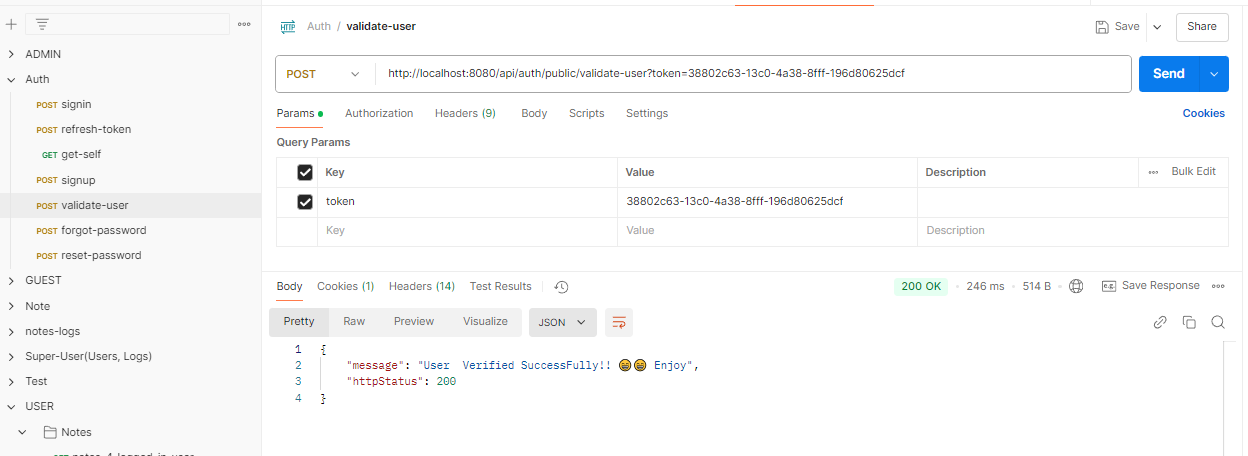 HTTP Auth / validate-user Save Share
ADMIN
Auth
POST signin
POST refresh-token
GET get-self
POST signup
POST validate-user
POST forgot-password
POST reset-password
GUEST
Note
notes-logs
Super-User(Users, Logs)
Test
USER
Notes
POST http://localhost:8080/api/auth/public/validate-user?token=38802c63-13c0-4a38-8fff-196d80625dcf Send
Params Authorization Headers (9) Body Scripts Settings Cookies
Query Params
Key Value Description Bulk Edit
token 38802c63-13c0-4a38-8fff-196d80625dcf
Key Value Description
Body Cookies (1) Headers (14) Test Results 200 OK 246 ms 514 B e.g. Save Response
Pretty Raw Preview Visualize JSON
1 {
2 "message": "User  Verified SuccessFully!! 😄😄 Enjoy",
3 "httpStatus": 200
4 }